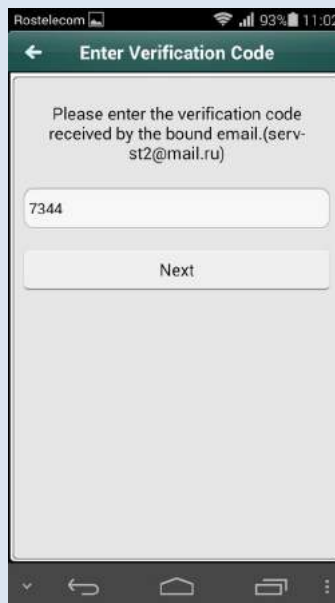 Rostelecom 93% 11:02
Enter Verification Code
Please enter the verification code
received by the bound email.(serv-
st2@mail.ru)
7344
Next